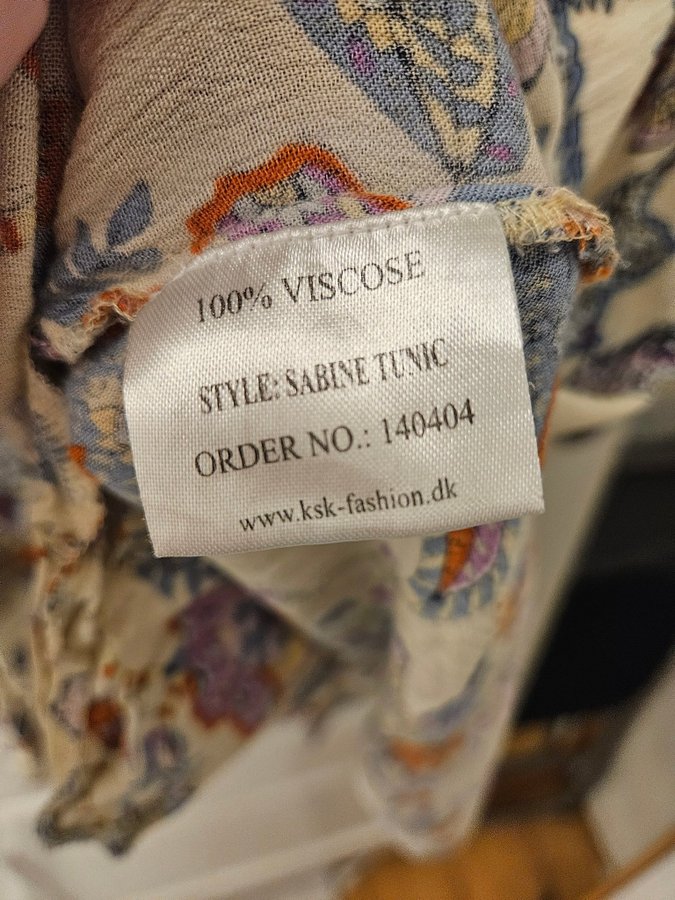 100% VISCOSE
STYLE: SABINE TUNIC
ORDER NO.: 140404
www.ksk-fashion.dk